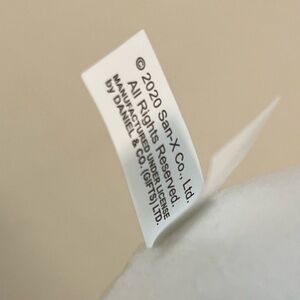 © 2020 San-X Co., Ltd.
All Rights Reserved.
MANUFACTURED UNDER LICENSE
by DANIEL & CO. (GIFTS) LTD.